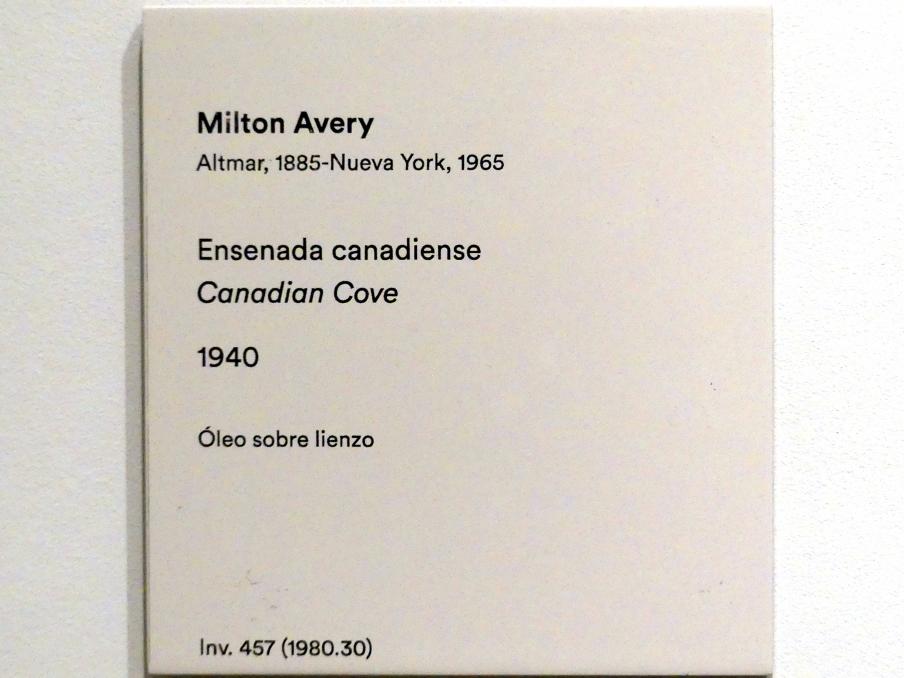 Milton Avery
Altmar, 1885-Nueva York, 1965
Ensenada canadiense
Canadian Cove
1940
Óleo sobre lienzo
Inv. 457 (1980.30)